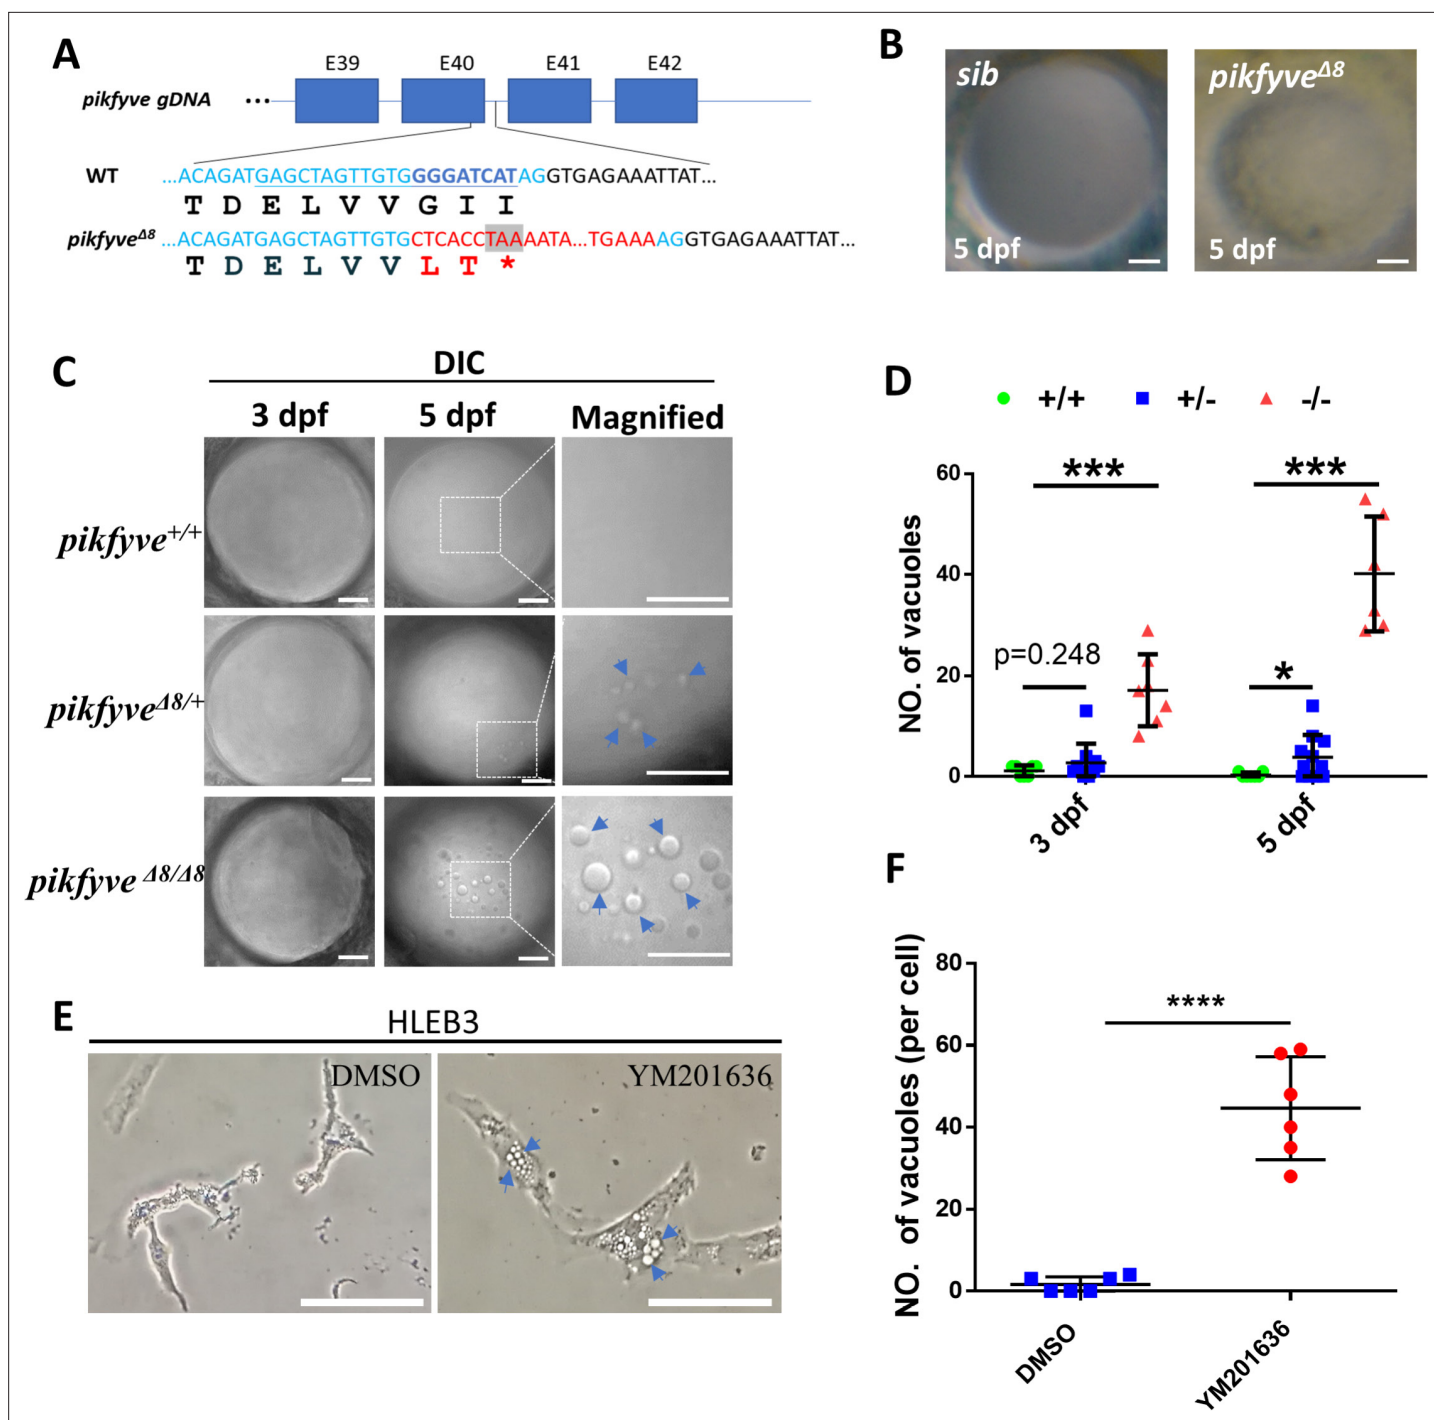 A
E39 E40 E41 E42
pikfyve gDNA ...
WT ...ACAGATGAGCTAGTTGTGGGGATCATAGGTGAGAAATTAT...
T D E L V V G I I
pikfyveΔ8 ...ACAGATGAGCTAGTTGTGCTCACCTAAAATA...TGAAAAGGTGAGAAATTAT...
T D E L V V L T *
B
sib
5 dpf
pikfyveΔ8
5 dpf
C
DIC
3 dpf 5 dpf Magnified
pikfyve+/+
pikfyveΔ8/+
pikfyve Δ8/Δ8
D
+/+ +/- -/-
NO. of vacuoles
60
40
20
0
p=0.248
***
*
***
3 dpf
5 dpf
E
HLEB3
DMSO
YM201636
F
NO. of vacuoles (per cell)
80
60
40
20
0
****
DMSO
YM201636